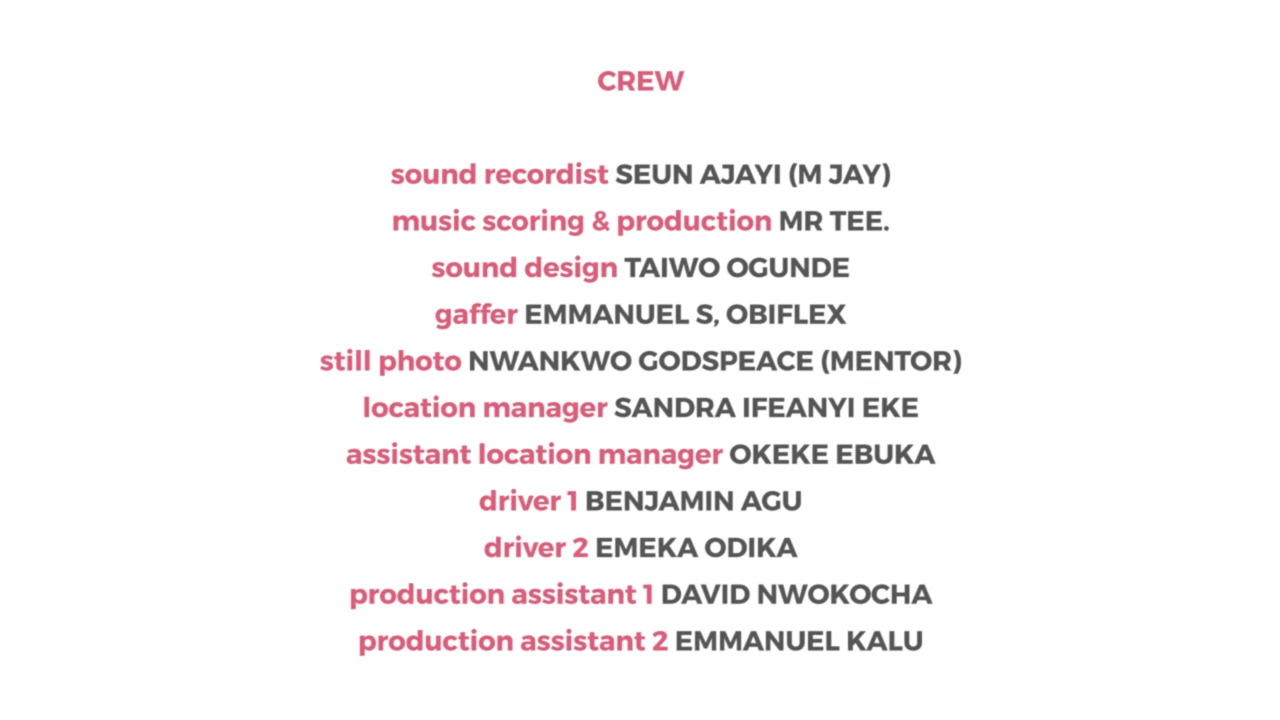 CREW
sound recordist SEUN AJAYI (M JAY)
music scoring & production MR TEE.
sound design TAIWO OGUNDE
gaffer EMMANUEL S, OBIFLEX
still photo NWANKWO GODSPEACE (MENTOR)
location manager SANDRA IFEANYI EKE
assistant location manager OKEKE EBUKA
driver 1 BENJAMIN AGU
driver 2 EMEKA ODIKA
production assistant 1 DAVID NWOKOCHA
production assistant 2 EMMANUEL KALU